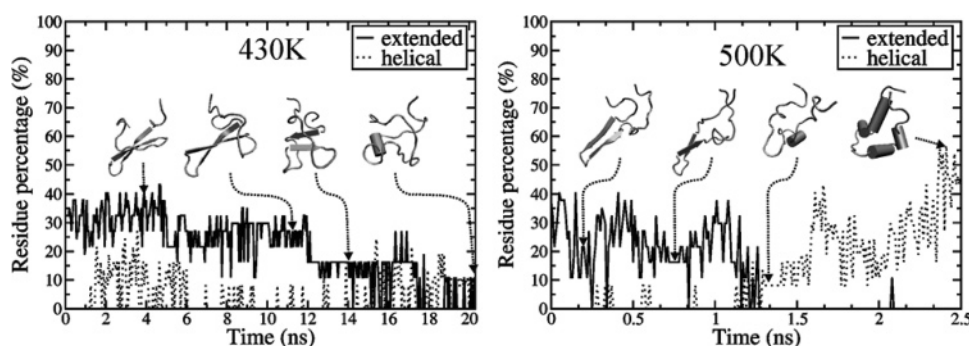 430K
extended
helical
Residue percentage (%)
100
90
80
70
60
50
40
30
20
10
0
0 2 4 6 8 10 12 14 16 18 20
Time (ns)
500K
extended
helical
Residue percentage (%)
100
90
80
70
60
50
40
30
20
10
0
0 0.5 1 1.5 2 2.5
Time (ns)